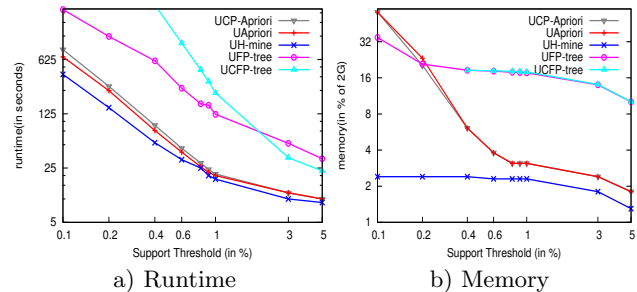 UCP-Apriori
UApriori
UH-mine
UFP-tree
UCFP-tree
625
125
25
5
runtime(in seconds)
0.1 0.2 0.4 0.6 1 3 5
Support Threshold (in %)
a) Runtime
UCP-Apriori
UApriori
UH-mine
UFP-tree
UCFP-tree
32
16
8
4
2
1
memory(in % of 2G)
0.1 0.2 0.4 0.6 1 3 5
Support Threshold (in %)
b) Memory